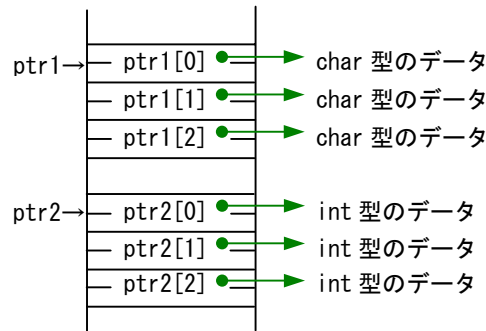 ptr1→ ptr1[0] char 型のデータ
ptr1[1] char 型のデータ
ptr1[2] char 型のデータ
ptr2→ ptr2[0] int 型のデータ
ptr2[1] int 型のデータ
ptr2[2] int 型のデータ